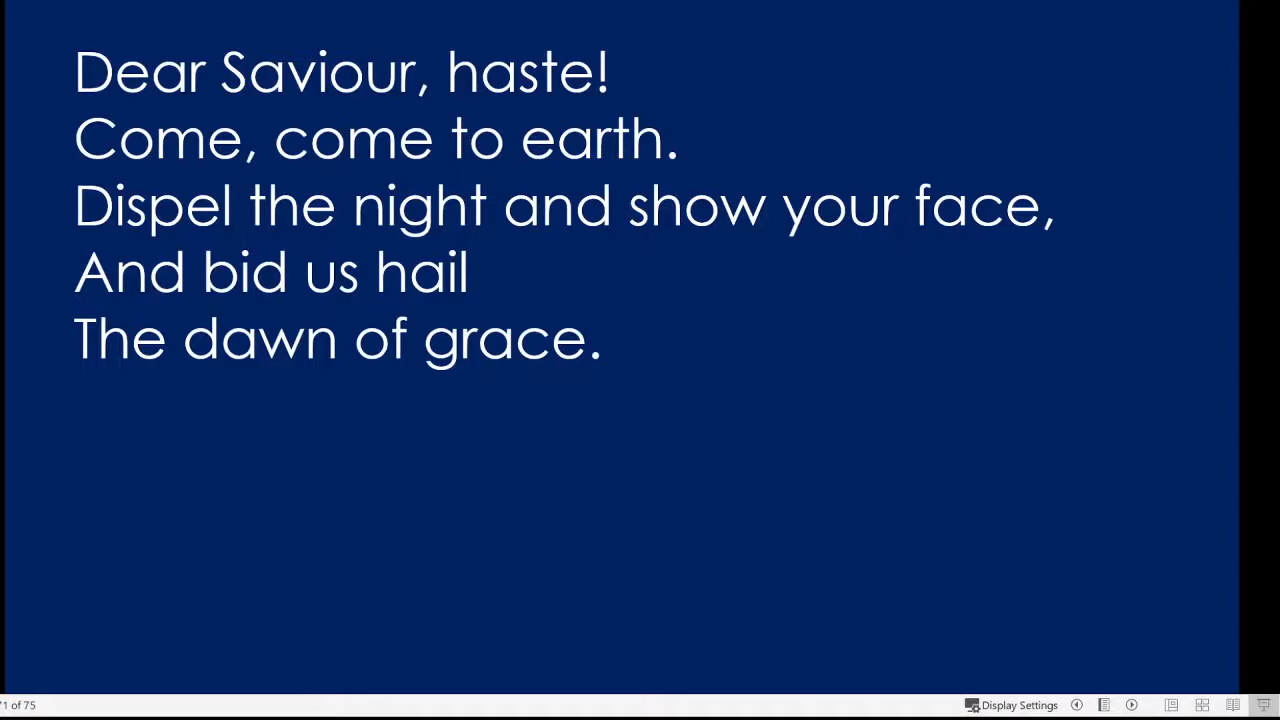 Dear Saviour, haste!
Come, come to earth.
Dispel the night and show your face,
And bid us hail
The dawn of grace.
71 of 75 Display Settings